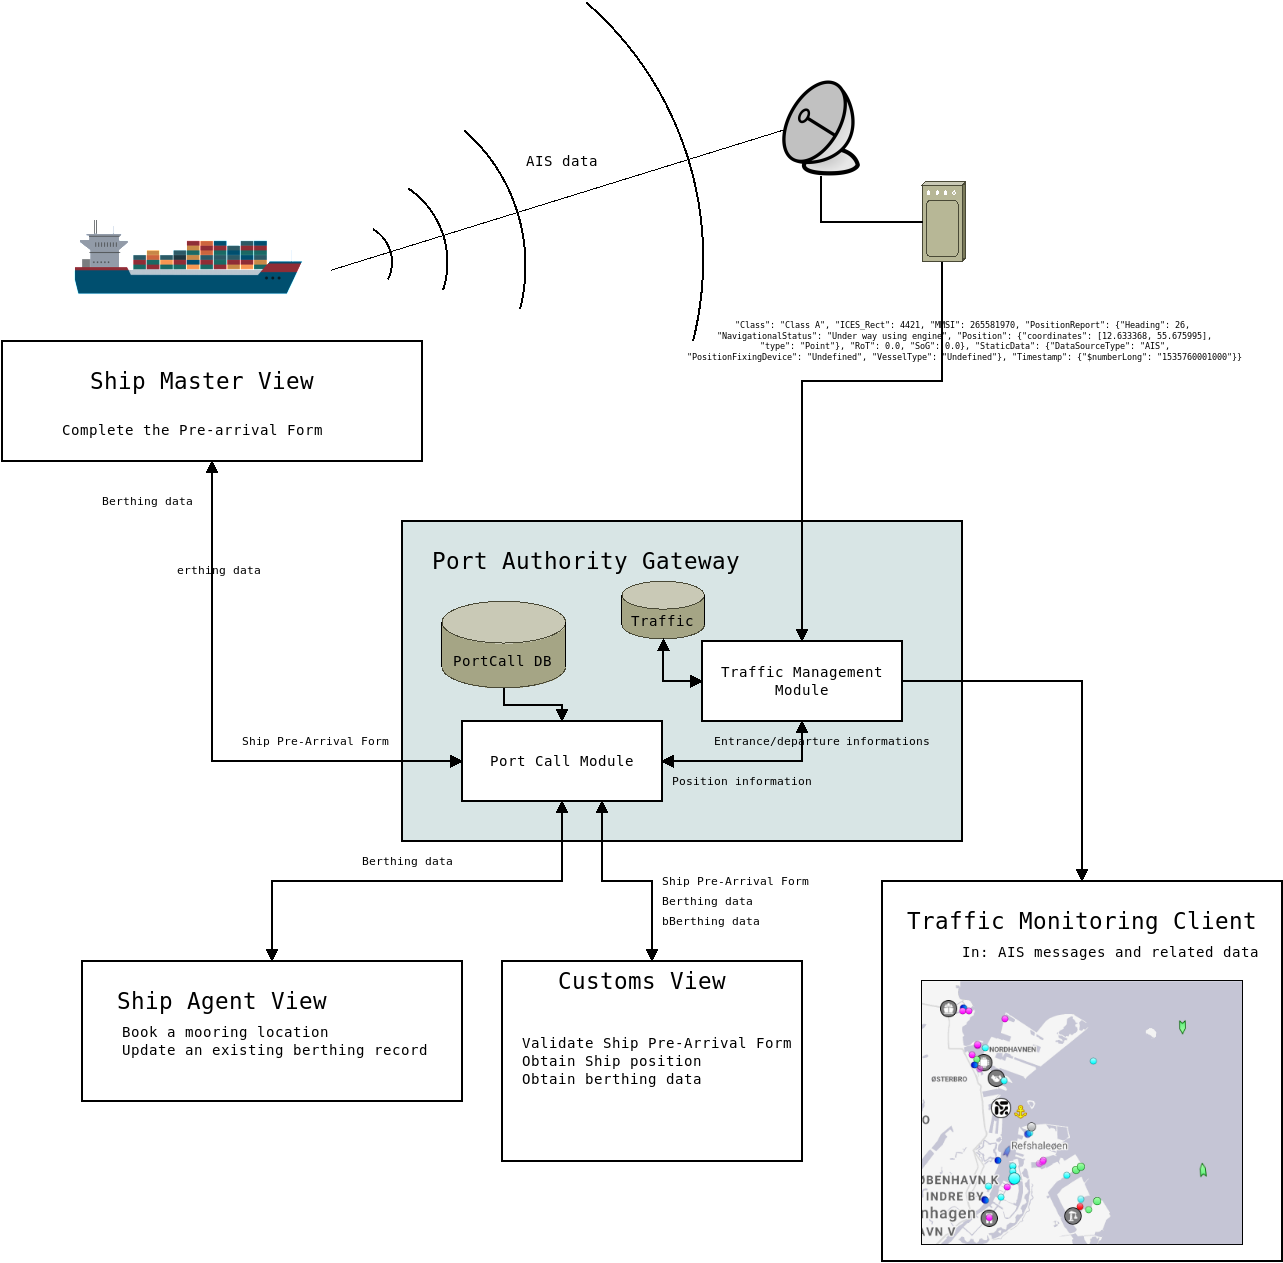 AIS data
"Class": "Class A", "ICES_Rect": 4421, "MMSI": 265581970, "PositionReport": {"Heading": 26,
"NavigationalStatus": "Under way using engine", "Position": {"coordinates": [12.633368, 55.675995],
"type": "Point"}, "RoT": 0.0, "SoG": 0.0}, "StaticData": {"DataSourceType": "AIS",
"PositionFixingDevice": "Undefined", "VesselType": "Undefined"}, "Timestamp": {"$numberLong": "1535760001000"}}
Ship Master View
Complete the Pre-arrival Form
Berthing data
erthing data
Port Authority Gateway
Traffic
PortCall DB
Traffic Management
Module
Ship Pre-Arrival Form
Port Call Module
Entrance/departure informations
Position information
Berthing data
Ship Pre-Arrival Form
Berthing data
bBerthing data
Ship Agent View
Book a mooring location
Update an existing berthing record
Customs View
Validate Ship Pre-Arrival Form
Obtain Ship position
Obtain berthing data
Traffic Monitoring Client
In: AIS messages and related data
NORDHAVNEN
ØSTERBRO
O
Refshaleøen
ØBENHAVN K
INDRE BY
nhagen
AVN V